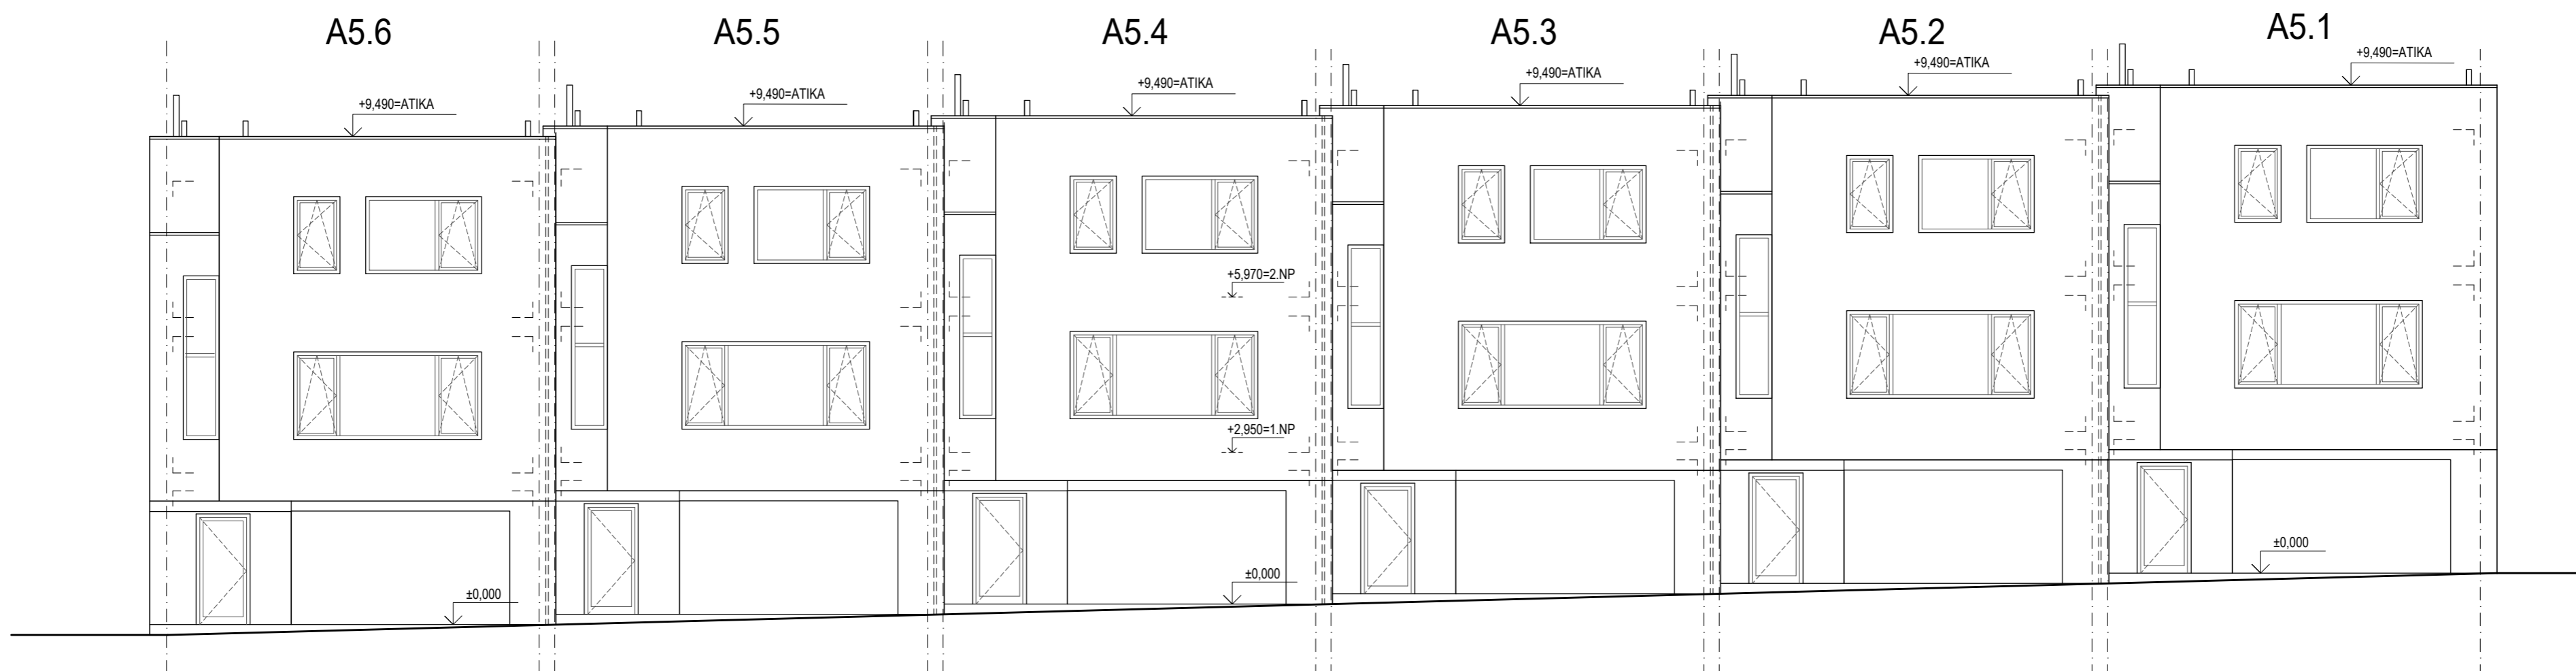 A5.6
A5.5
A5.4
A5.3
A5.2
A5.1
+9,490=ATIKA
+9,490=ATIKA
+9,490=ATIKA
+9,490=ATIKA
+9,490=ATIKA
+9,490=ATIKA
+5,970=2.NP
+2,950=1.NP
±0,000
±0,000
±0,000